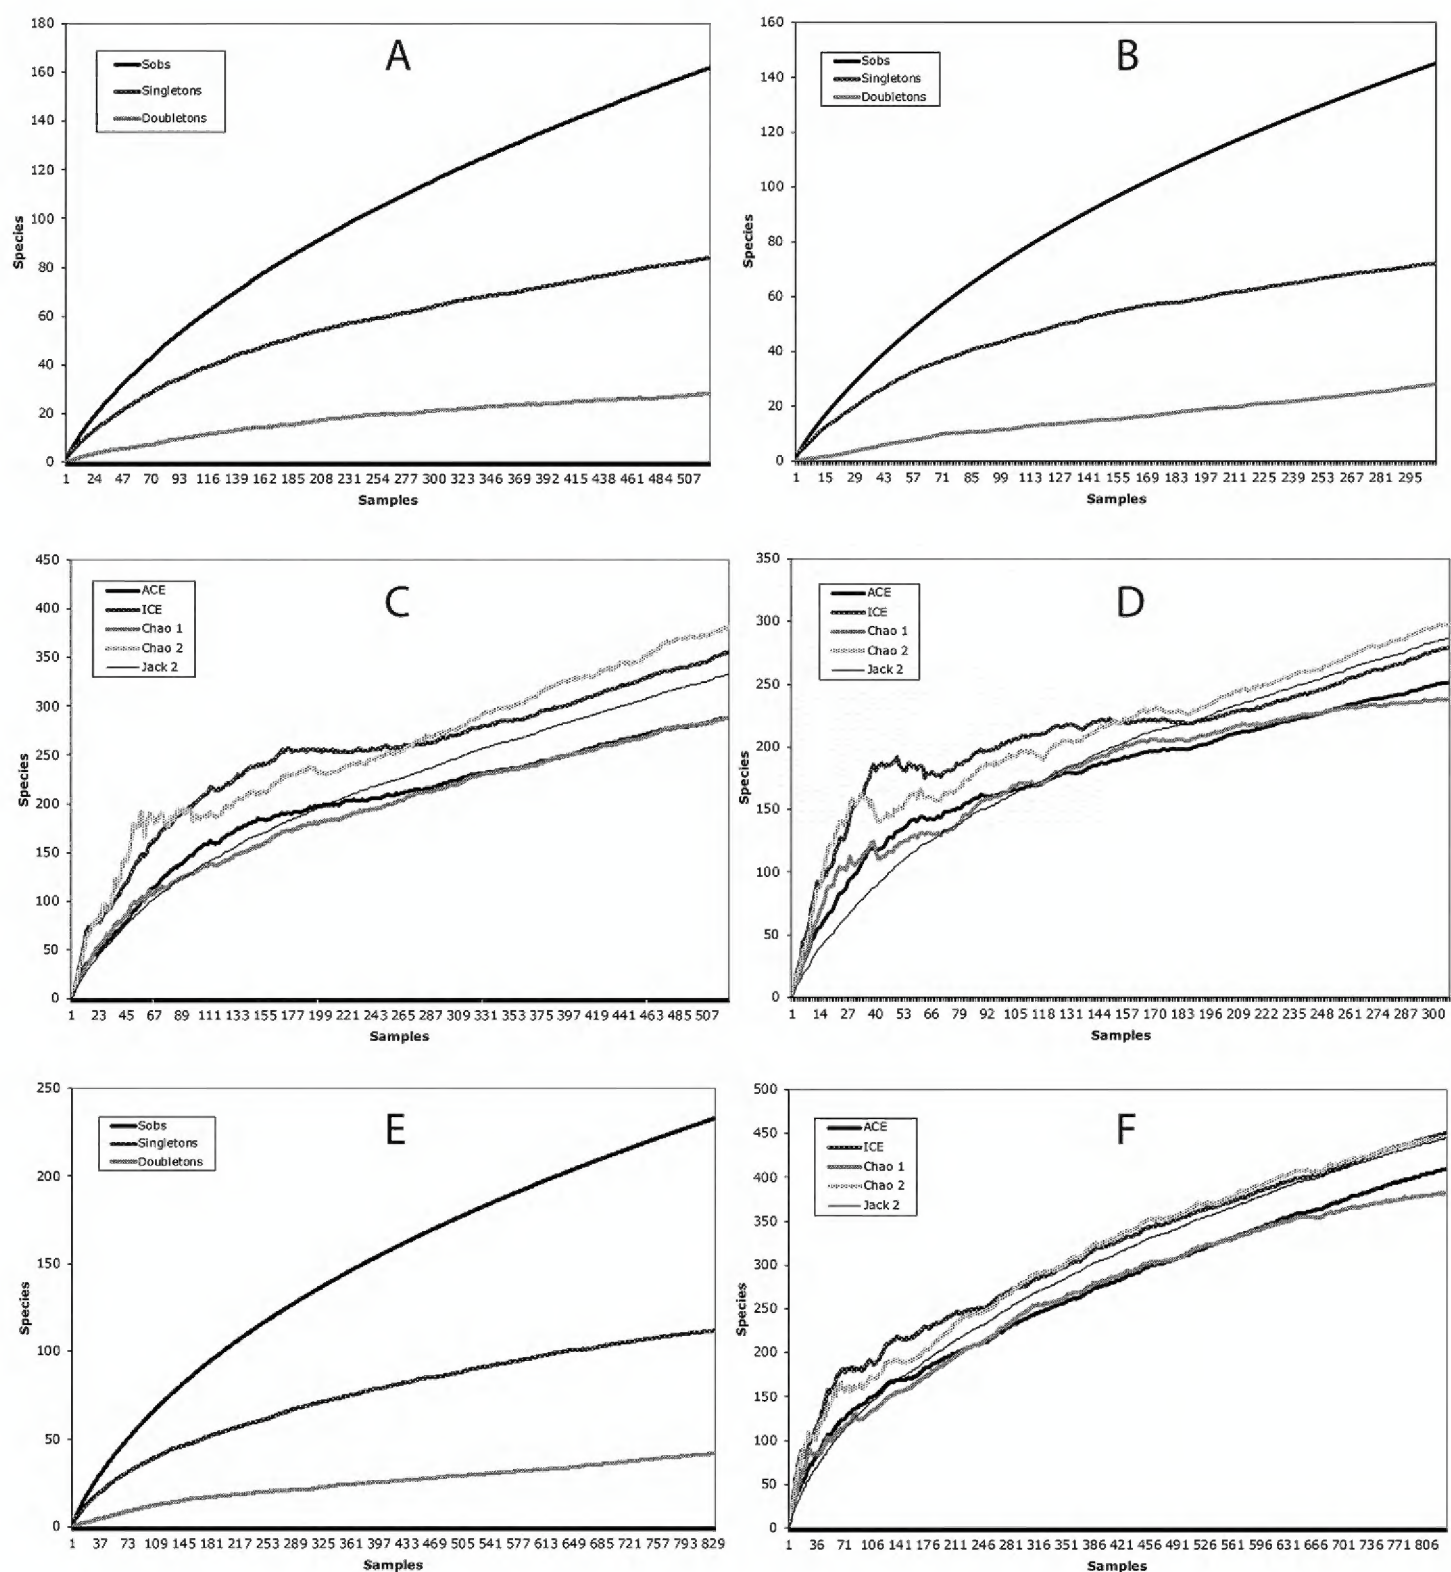 A
Sobs
Singletons
Doubletons
180
160
140
120
100
80
60
40
20
0
Species
1 24 47 70 93 116 139 162 185 208 231 254 277 300 323 346 369 392 415 438 461 484 507
Samples
B
Sobs
Singletons
Doubletons
160
140
120
100
80
60
40
20
0
Species
1 15 29 43 57 71 85 99 113 127 141 155 169 183 197 211 225 239 253 267 281 295
Samples
C
ACE
ICE
Chao 1
Chao 2
Jack 2
450
400
350
300
250
200
150
100
50
0
Species
1 23 45 67 89 111 133 155 177 199 221 243 265 287 309 331 353 375 397 419 441 463 485 507
Samples
D
ACE
ICE
Chao 1
Chao 2
Jack 2
350
300
250
200
150
100
50
0
Species
1 14 27 40 53 66 79 92 105 118 131 144 157 170 183 196 209 222 235 248 261 274 287 300
Samples
E
Sobs
Singletons
Doubletons
250
200
150
100
50
0
Species
1 37 73 109 145 181 217 253 289 325 361 397 433 469 505 541 577 613 649 685 721 757 793 829
Samples
F
ACE
ICE
Chao 1
Chao 2
Jack 2
500
450
400
350
300
250
200
150
100
50
0
Species
1 36 71 106 141 176 211 246 281 316 351 386 421 456 491 526 561 596 631 666 701 736 771 806
Samples